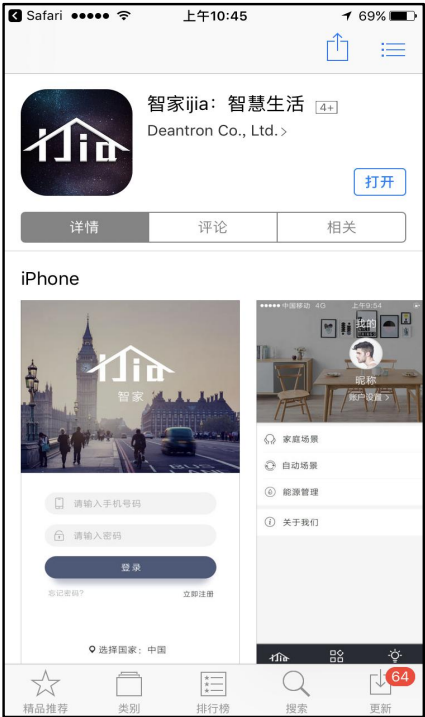 Safari 上午10:45 69%
智家ijia：智慧生活 4+
Deantron Co., Ltd. >
打开
详情 评论 相关
iPhone
iJia
智家
请输入手机号码
请输入密码
登录
忘记密码? 立即注册
选择国家：中国
中国移动 4G 上午9:54
我的
昵称
账户设置 >
家庭场景
自动场景
能源管理
关于我们
精品推荐 类别 排行榜 搜索 更新
64